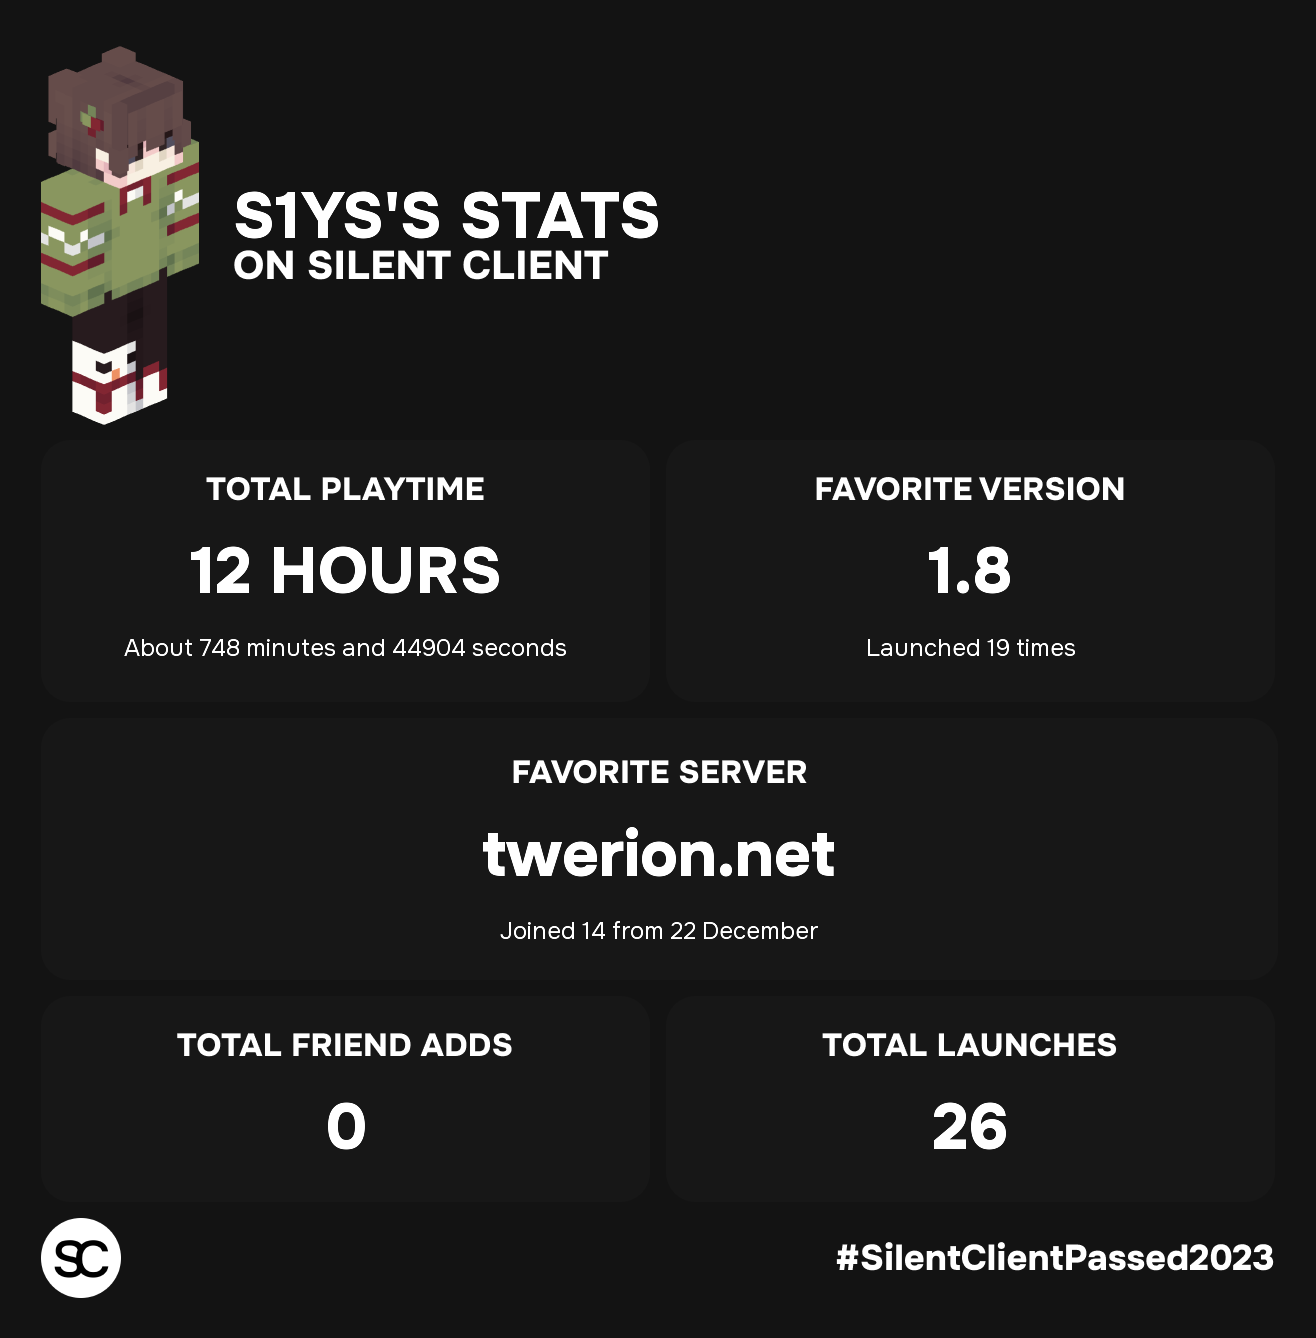 S1YS'S STATS
ON SILENT CLIENT
TOTAL PLAYTIME
12 HOURS
About 748 minutes and 44904 seconds
FAVORITE VERSION
1.8
Launched 19 times
FAVORITE SERVER
twerion.net
Joined 14 from 22 December
TOTAL FRIEND ADDS
0
TOTAL LAUNCHES
26
SC
#SilentClientPassed2023